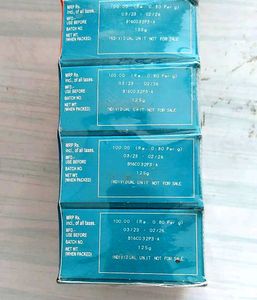 MRP Rs. 100.00 (Rs. 0.80 Per g)
incl., of all taxes.
MFG.- 03/23 - 02/26
USE BEFORE
BATCH NO
NET WT 125g
(WHEN PACKED) INDIVIDUAL UNIT NOT FOR SALE
MRP Rs. 100.00 (Rs. 0.80 Per g)
incl., of all taxes.
MFG.- 03/23 - 02/26
USE BEFORE
BATCH NO
NET WT 125g
(WHEN PACKED) INDIVIDUAL UNIT NOT FOR SALE
MRP Rs. 100.00 (Rs. 0.80 Per g)
incl., of all taxes.
MFG.- 03/23 - 02/26
USE BEFORE
BATCH NO
NET WT 125g
(WHEN PACKED) INDIVIDUAL UNIT NOT FOR SALE
MRP Rs. 100.00 (Rs. 0.80 Per g)
incl., of all taxes.
MFG.- 03/23 - 02/26
USE BEFORE
BATCH NO
NET WT 125g
(WHEN PACKED) INDIVIDUAL UNIT NOT FOR SALE